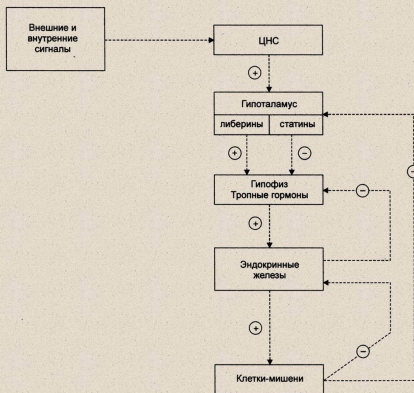 Внешние и
внутренние
сигналы
ЦНС
+
Гипоталамус
либерины
статины
+
−
Гипофиз
Тропные гормоны
−
−
+
Эндокринные
железы
+
−
Клетки-мишени